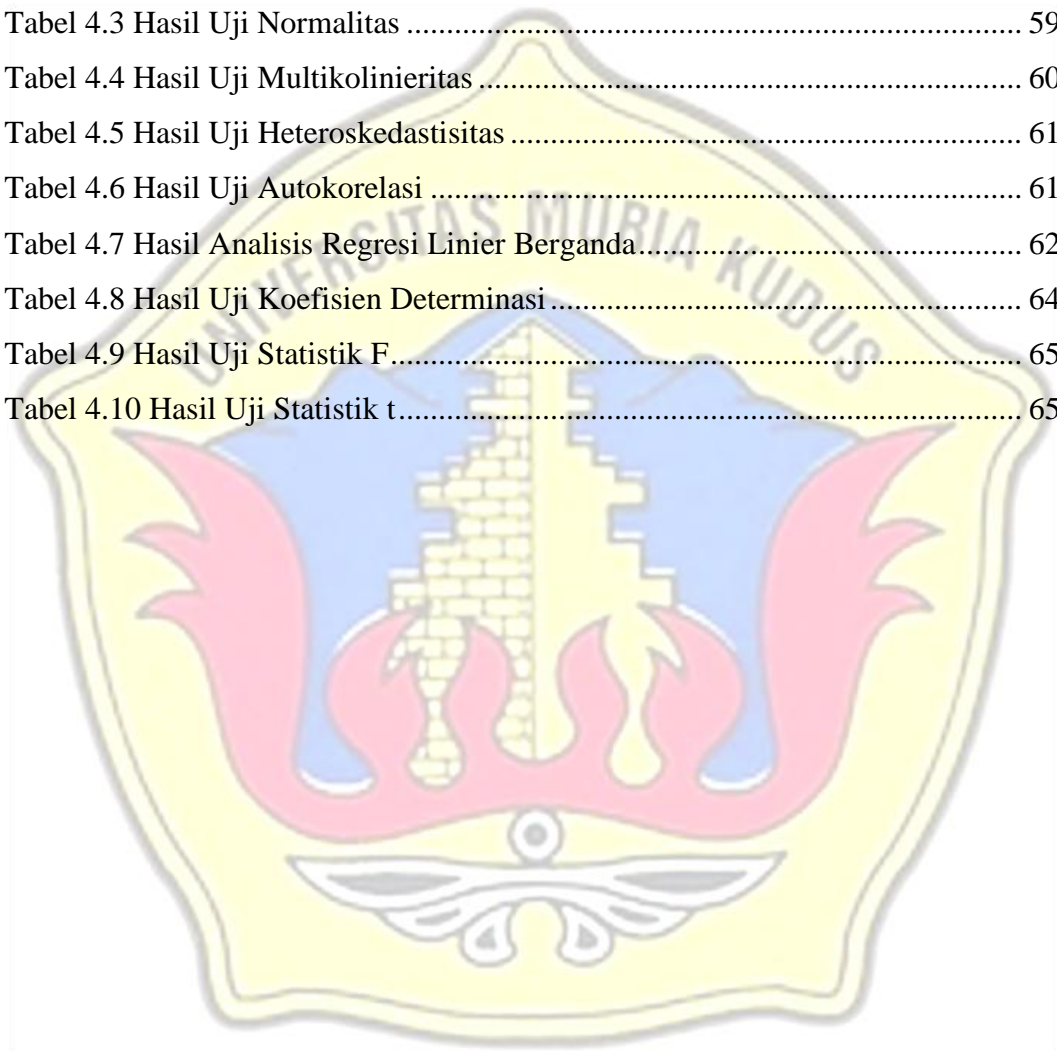 Tabel 4.3 Hasil Uji Normalitas ........................................................................... 59
Tabel 4.4 Hasil Uji Multikolinieritas .................................................................. 60
Tabel 4.5 Hasil Uji Heteroskedastisitas .............................................................. 61
Tabel 4.6 Hasil Uji Autokorelasi ........................................................................ 61
Tabel 4.7 Hasil Analisis Regresi Linier Berganda............................................... 62
Tabel 4.8 Hasil Uji Koefisien Determinasi ......................................................... 64
Tabel 4.9 Hasil Uji Statistik F............................................................................. 65
Tabel 4.10 Hasil Uji Statistik t............................................................................ 65
UNIVERSITAS MURIA KUDUS